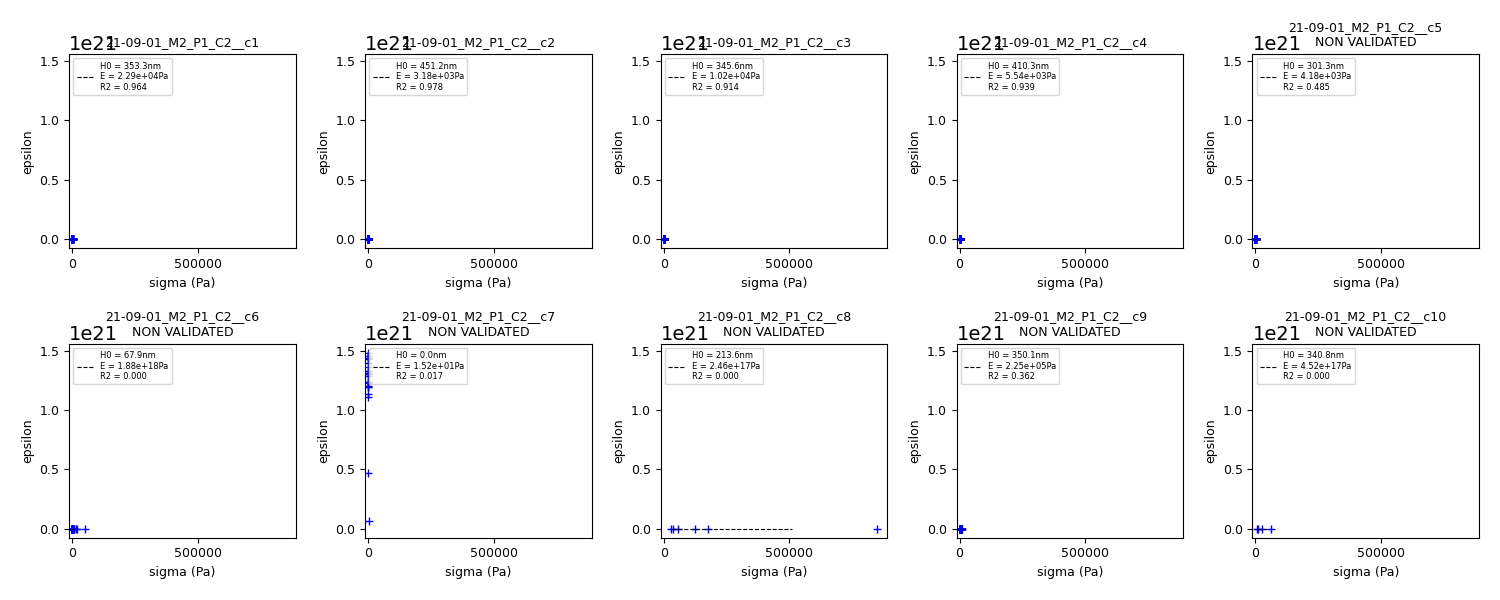 1e21
21-09-01_M2_P1_C2__c1
H0 = 353.3nm
E = 2.29e+04Pa
R2 = 0.964
1.5
1.0
0.5
0.0
epsilon
0
500000
sigma (Pa)
1e21
21-09-01_M2_P1_C2__c2
H0 = 451.2nm
E = 3.18e+03Pa
R2 = 0.978
1.5
1.0
0.5
0.0
epsilon
0
500000
sigma (Pa)
1e21
21-09-01_M2_P1_C2__c3
H0 = 345.6nm
E = 1.02e+04Pa
R2 = 0.914
1.5
1.0
0.5
0.0
epsilon
0
500000
sigma (Pa)
1e21
21-09-01_M2_P1_C2__c4
H0 = 410.3nm
E = 5.54e+03Pa
R2 = 0.939
1.5
1.0
0.5
0.0
epsilon
0
500000
sigma (Pa)
21-09-01_M2_P1_C2__c5
NON VALIDATED
1e21
H0 = 301.3nm
E = 4.18e+03Pa
R2 = 0.485
1.5
1.0
0.5
0.0
epsilon
0
500000
sigma (Pa)
21-09-01_M2_P1_C2__c6
NON VALIDATED
1e21
H0 = 67.9nm
E = 1.88e+18Pa
R2 = 0.000
1.5
1.0
0.5
0.0
epsilon
0
500000
sigma (Pa)
21-09-01_M2_P1_C2__c7
NON VALIDATED
1e21
H0 = 0.0nm
E = 1.52e+01Pa
R2 = 0.017
1.5
1.0
0.5
0.0
epsilon
0
500000
sigma (Pa)
21-09-01_M2_P1_C2__c8
NON VALIDATED
1e21
H0 = 213.6nm
E = 2.46e+17Pa
R2 = 0.000
1.5
1.0
0.5
0.0
epsilon
0
500000
sigma (Pa)
21-09-01_M2_P1_C2__c9
NON VALIDATED
1e21
H0 = 350.1nm
E = 2.25e+05Pa
R2 = 0.362
1.5
1.0
0.5
0.0
epsilon
0
500000
sigma (Pa)
21-09-01_M2_P1_C2__c10
NON VALIDATED
1e21
H0 = 340.8nm
E = 4.52e+17Pa
R2 = 0.000
1.5
1.0
0.5
0.0
epsilon
0
500000
sigma (Pa)